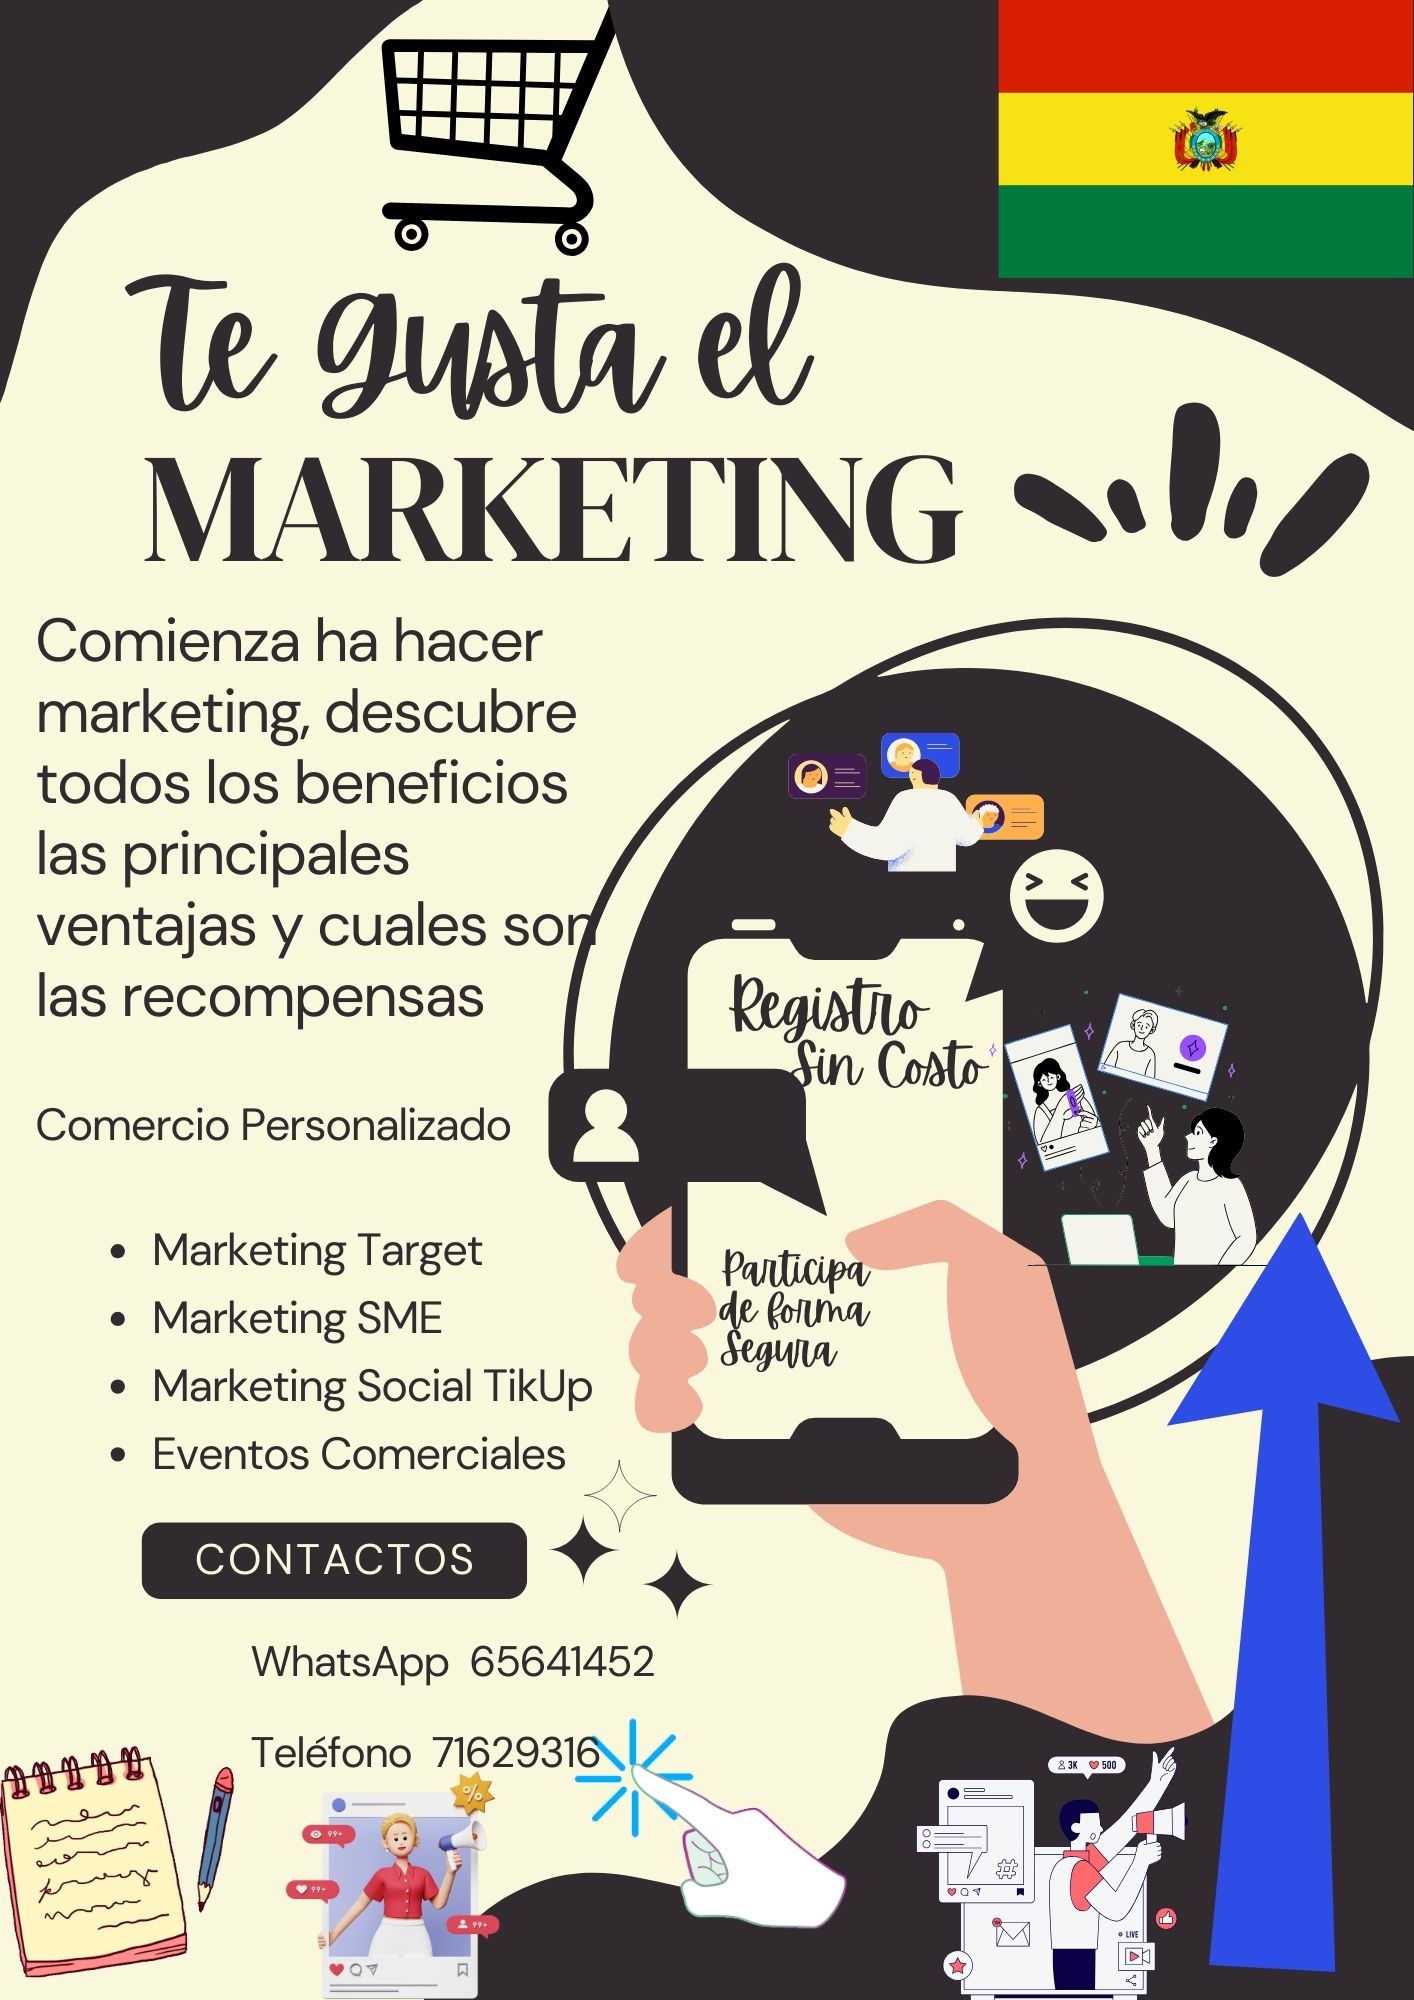 Te gusta el
MARKETING
Comienza ha hacer
marketing, descubre
todos los beneficios
las principales
ventajas y cuales son
las recompensas
Registro
Sin Costo
Comercio Personalizado
Participa
de forma
Segura
Marketing Target
Marketing SME
Marketing Social TikUp
Eventos Comerciales
CONTACTOS
WhatsApp 65641452
Teléfono 71629316
%
99+
99+
99+
3K 500
#
LIVE